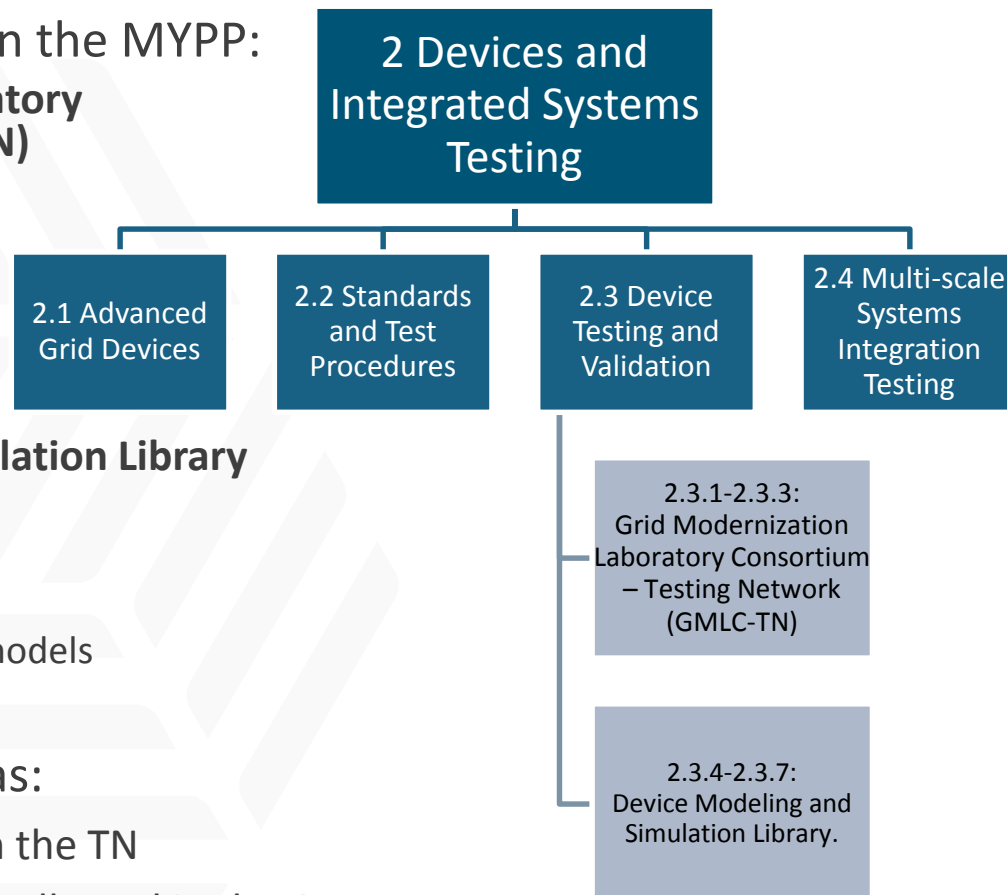 n the MYPP:
atory
N)
lation Library
nodels
as:
n the TN
2 Devices and
Integrated Systems
Testing
2.1 Advanced
Grid Devices
2.2 Standards
and Test
Procedures
2.3 Device
Testing and
Validation
2.4 Multi-scale
Systems
Integration
Testing
2.3.1-2.3.3:
Grid Modernization
Laboratory Consortium
– Testing Network
(GMLC-TN)
2.3.4-2.3.7:
Device Modeling and
Simulation Library.